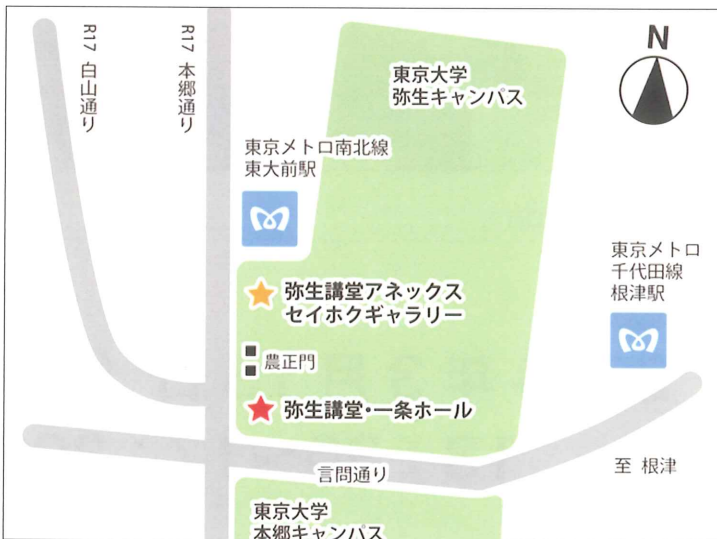 R17 白山通り
R17 本郷通り
東京大学
弥生キャンパス
N
東京メトロ南北線
東大前駅
東京メトロ
千代田線
根津駅
弥生講堂アネックス
セイホクギャラリー
農正門
弥生講堂・一条ホール
言問通り
至 根津
東京大学
本郷キャンパス